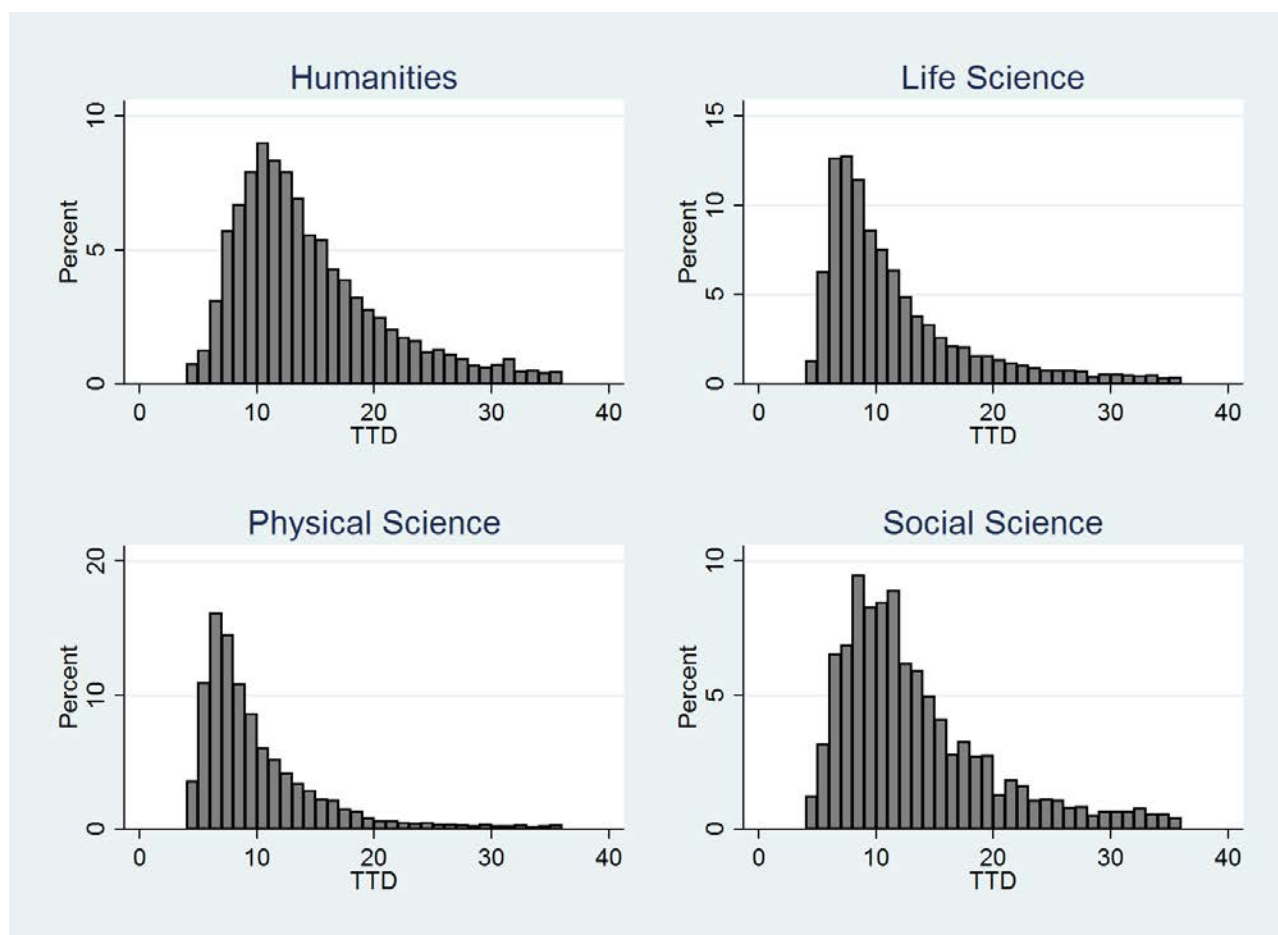 Humanities
Percent
0 5 10
0 10 20 30 40
TTD
Life Science
Percent
0 5 10 15
0 10 20 30 40
TTD
Physical Science
Percent
0 10 20
0 10 20 30 40
TTD
Social Science
Percent
0 5 10
0 10 20 30 40
TTD